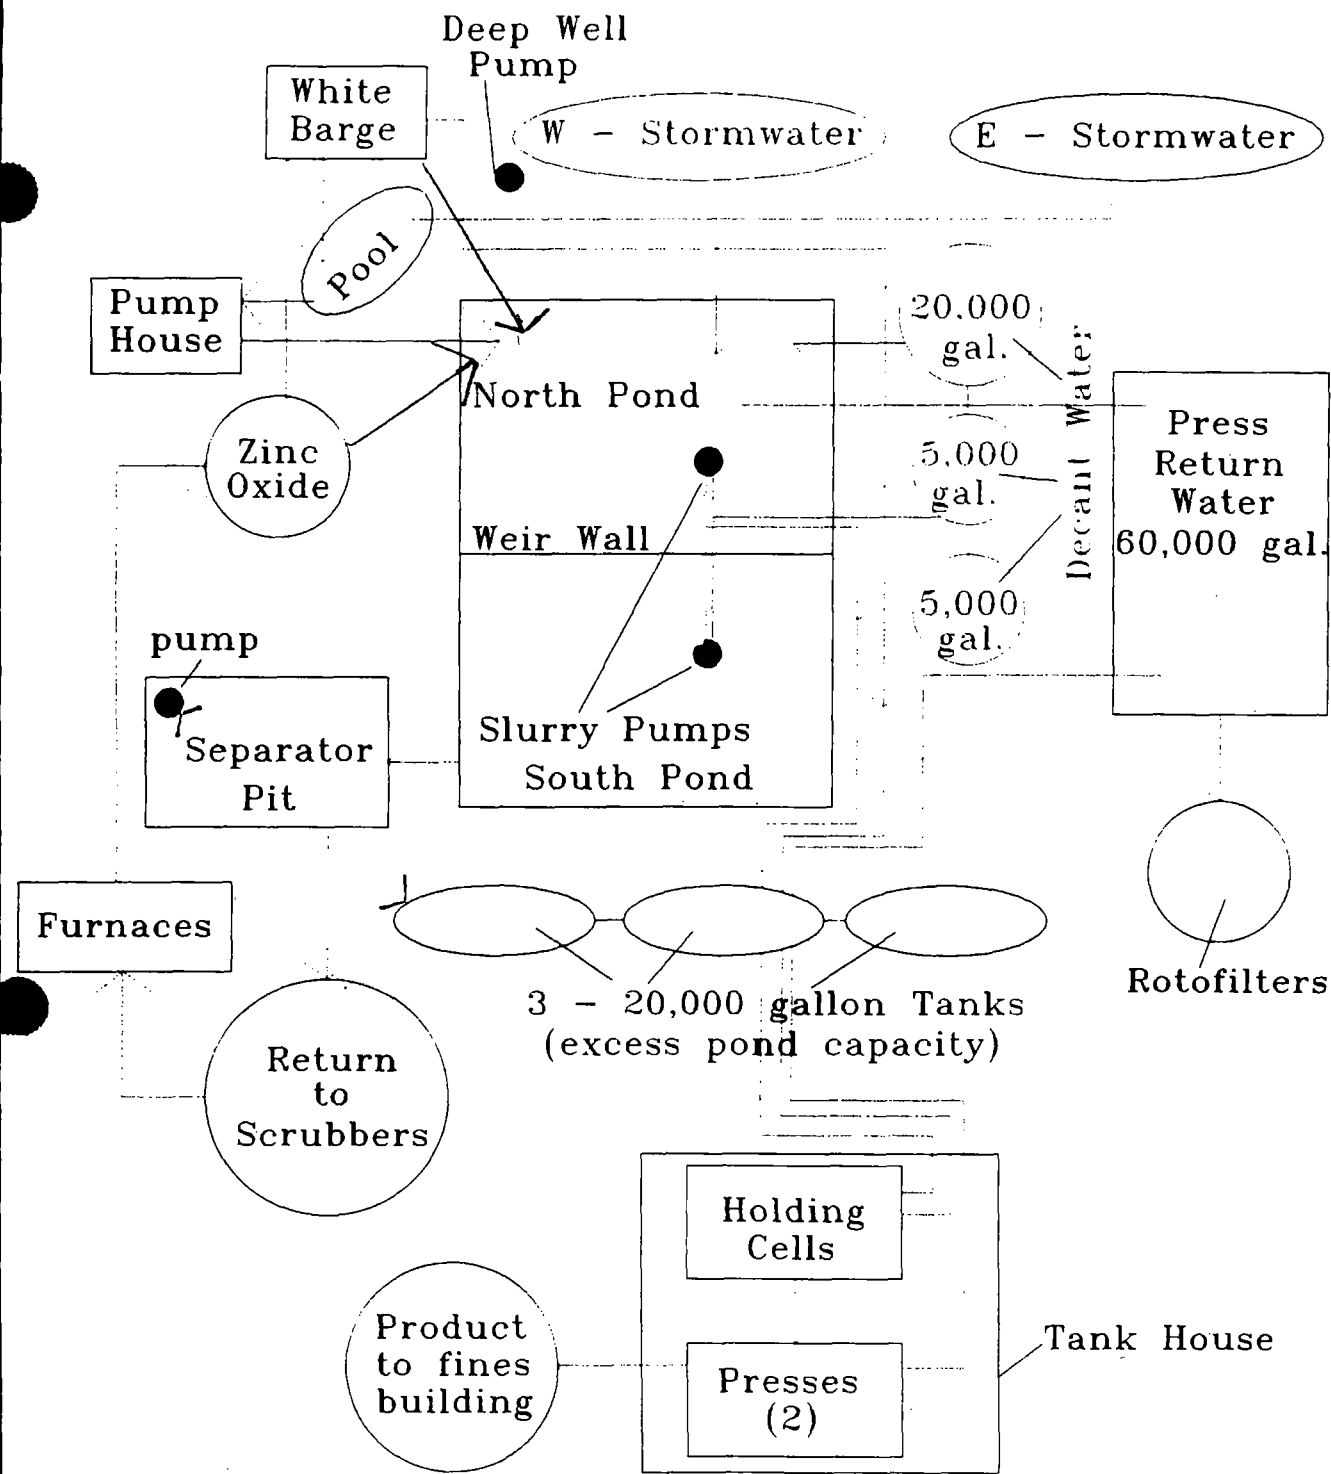 Deep Well
Pump
White
Barge
W - Stormwater
E - Stormwater
Pool
Pump
House
20,000
gal.
Decant Water
North Pond
Press
Return
Water
60,000 gal.
Zinc
Oxide
5,000
gal.
Weir Wall
5,000
gal.
pump
Slurry Pumps
South Pond
Separator
Pit
Furnaces
Rotofilters
3 - 20,000 gallon Tanks
(excess pond capacity)
Return
to
Scrubbers
Holding
Cells
Product
to fines
building
Presses
(2)
Tank House